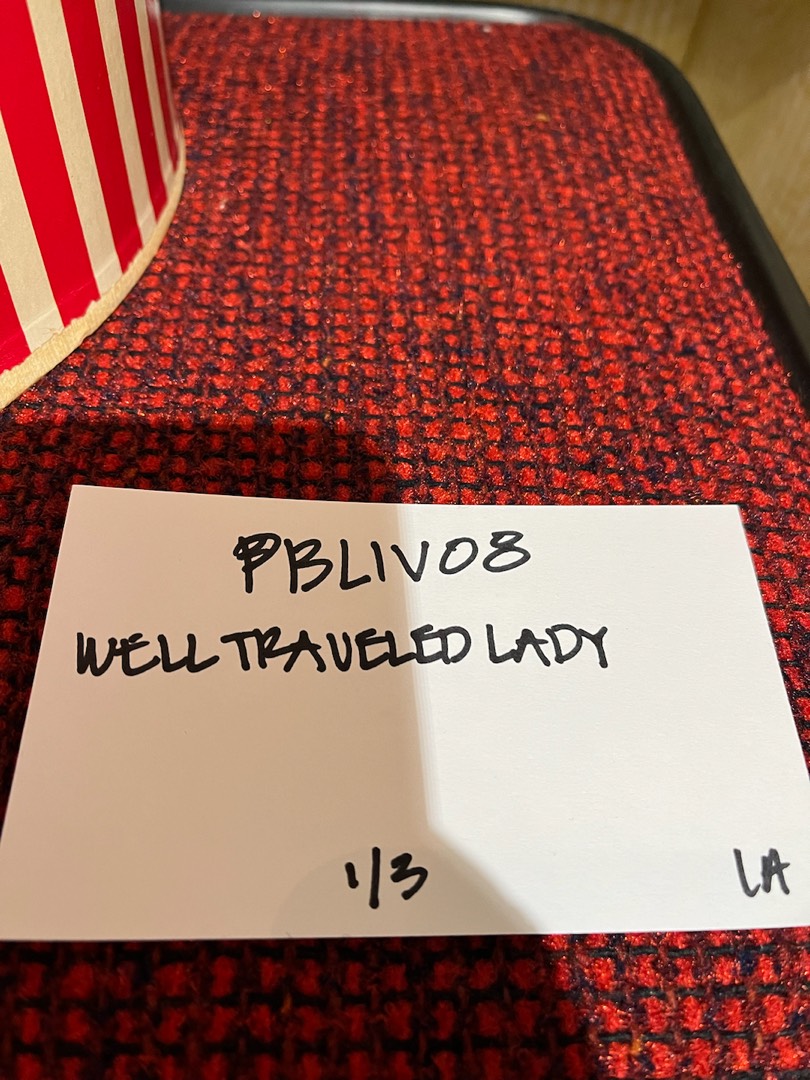 PBLIV08
WELL TRAVELED LADY
1/3
LA